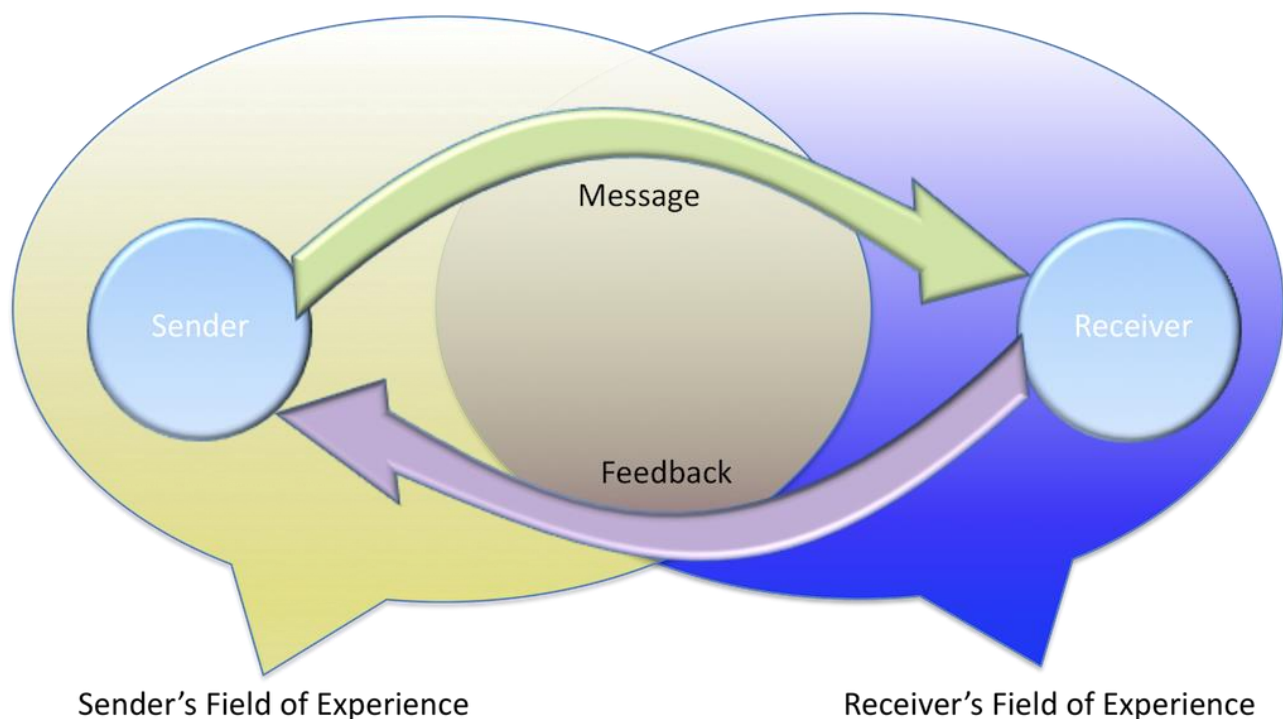 Message
Sender
Receiver
Feedback
Sender’s Field of Experience
Receiver’s Field of Experience